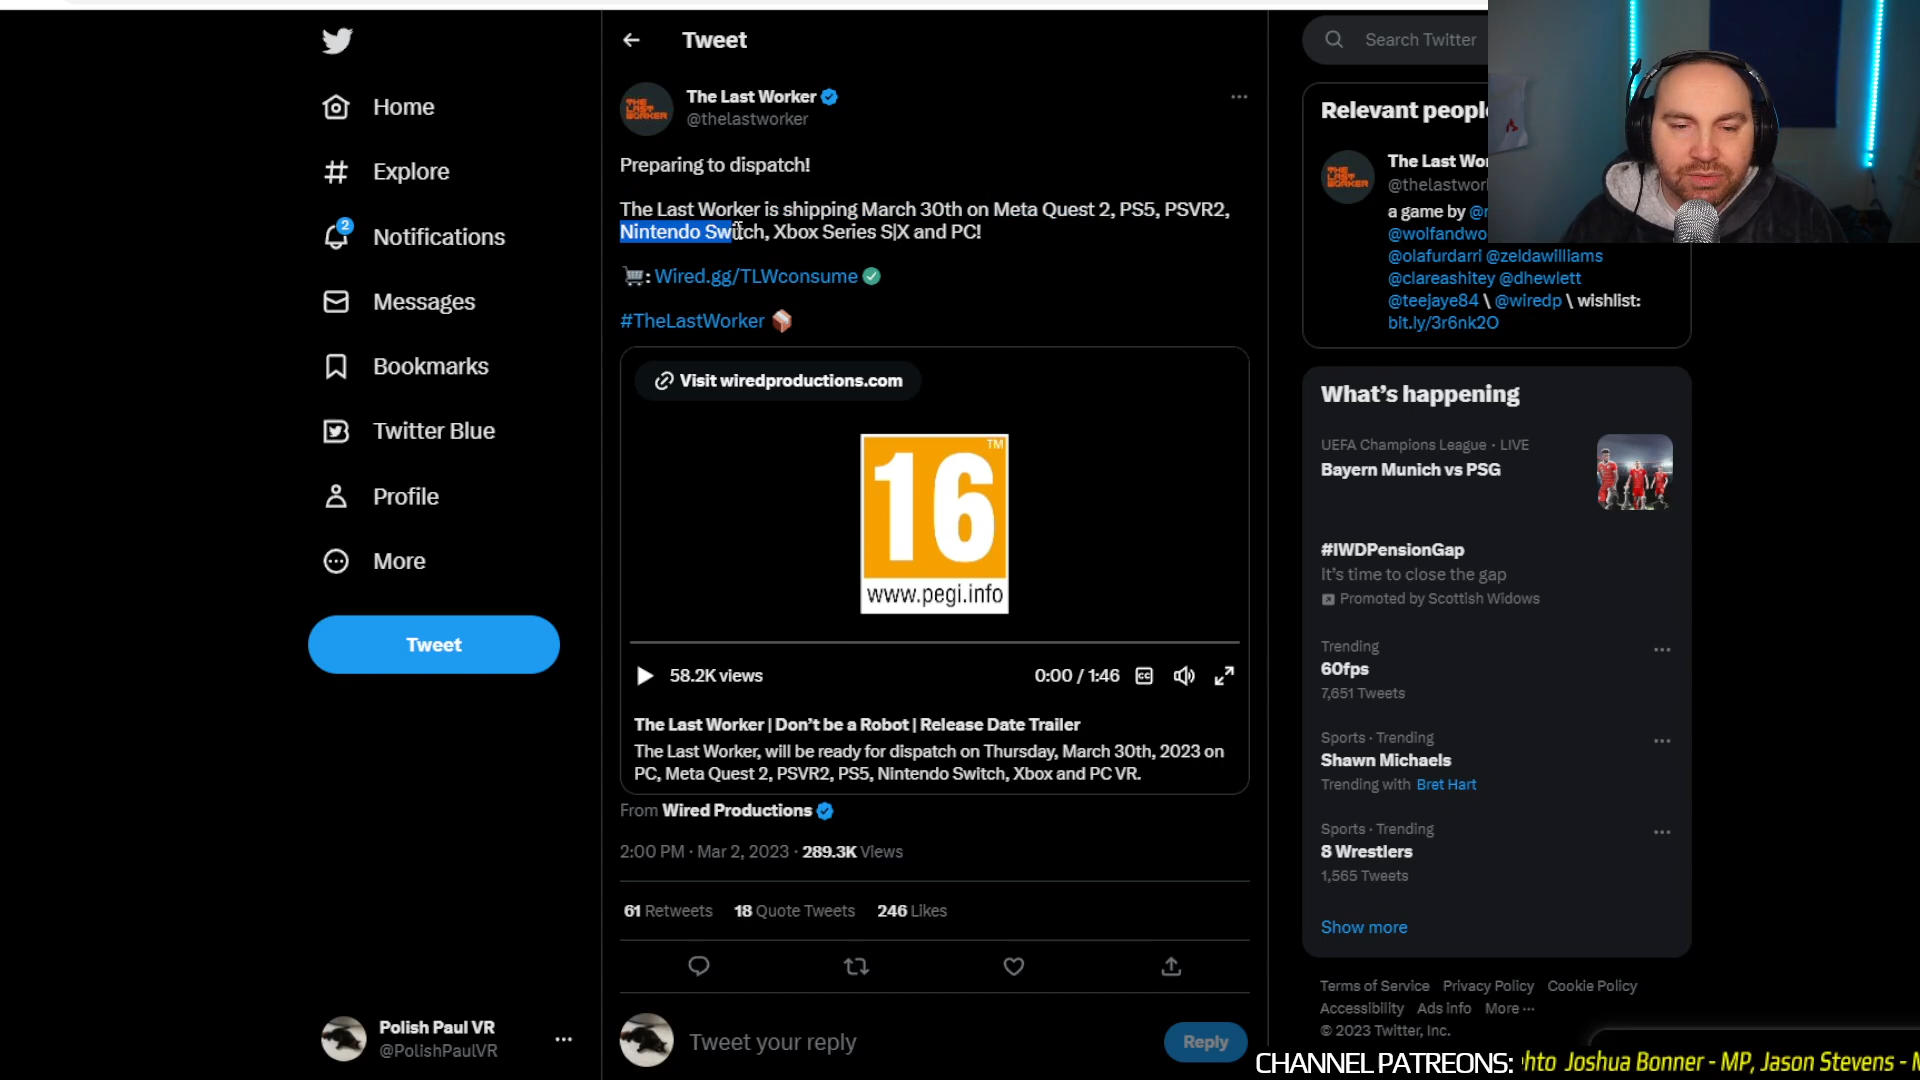 Tweet
Search Twitter
Home
Explore
2
Notifications
Messages
Bookmarks
Twitter Blue
Profile
More
Tweet
Polish Paul VR
@PolishPaulVR
THE LAST WORKER
The Last Worker
@thelastworker
Preparing to dispatch!
The Last Worker is shipping March 30th on Meta Quest 2, PS5, PSVR2,
Nintendo Switch, Xbox Series S|X and PC!
: Wired.gg/TLWconsume
#TheLastWorker
Visit wiredproductions.com
16
TM
www.pegi.info
58.2K views
0:00 / 1:46
CC
The Last Worker | Don't be a Robot | Release Date Trailer
The Last Worker, will be ready for dispatch on Thursday, March 30th, 2023 on
PC, Meta Quest 2, PSVR2, PS5, Nintendo Switch, Xbox and PC VR.
From Wired Productions
2:00 PM · Mar 2, 2023 · 289.3K Views
61 Retweets 18 Quote Tweets 246 Likes
Tweet your reply
Reply
Relevant people
THE LAST WORKER
The Last Wor
@thelastwor
a game by @
@wolfandwo
@olafurdarri @zeldawilliams
@clareashitey @dhewlett
@teejaye84 \ @wiredp \ wishlist:
bit.ly/3r6nk2O
What's happening
UEFA Champions League · LIVE
Bayern Munich vs PSG
#IWDPensionGap
It's time to close the gap
Promoted by Scottish Widows
Trending
60fps
7,651 Tweets
Sports · Trending
Shawn Michaels
Trending with Bret Hart
Sports · Trending
8 Wrestlers
1,565 Tweets
Show more
Terms of Service Privacy Policy Cookie Policy
Accessibility Ads info More ···
© 2023 Twitter, Inc.
CHANNEL PATREONS: hto Joshua Bonner - MP, Jason Stevens -